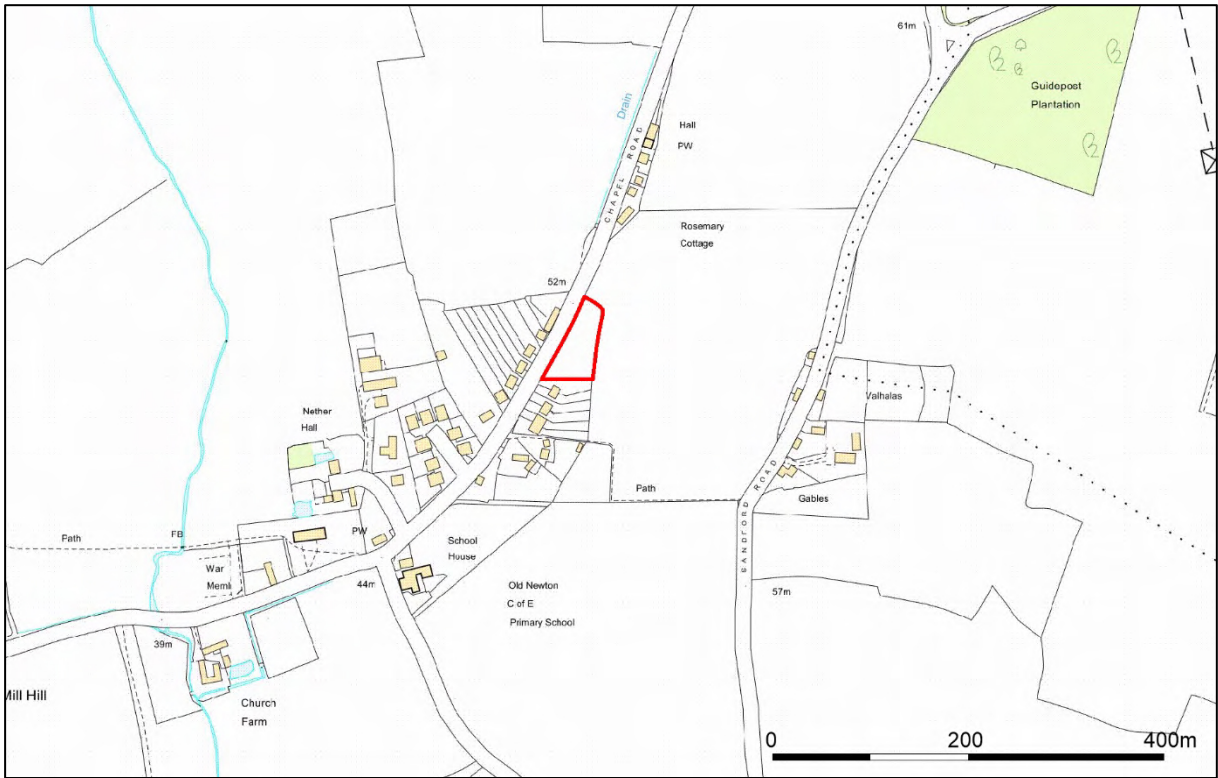 61m
Guidepost
Plantation
Drain
Hall
PW
CHAPEL ROAD
Rosemary
Cottage
52m
Valhalas
Nether
Hall
SANDFORD ROAD
Path
Gables
Path
FB
PW
School
House
War
Meml
44m
Old Newton
C of E
Primary School
57m
39m
Mill Hill
Church
Farm
0
200
400m